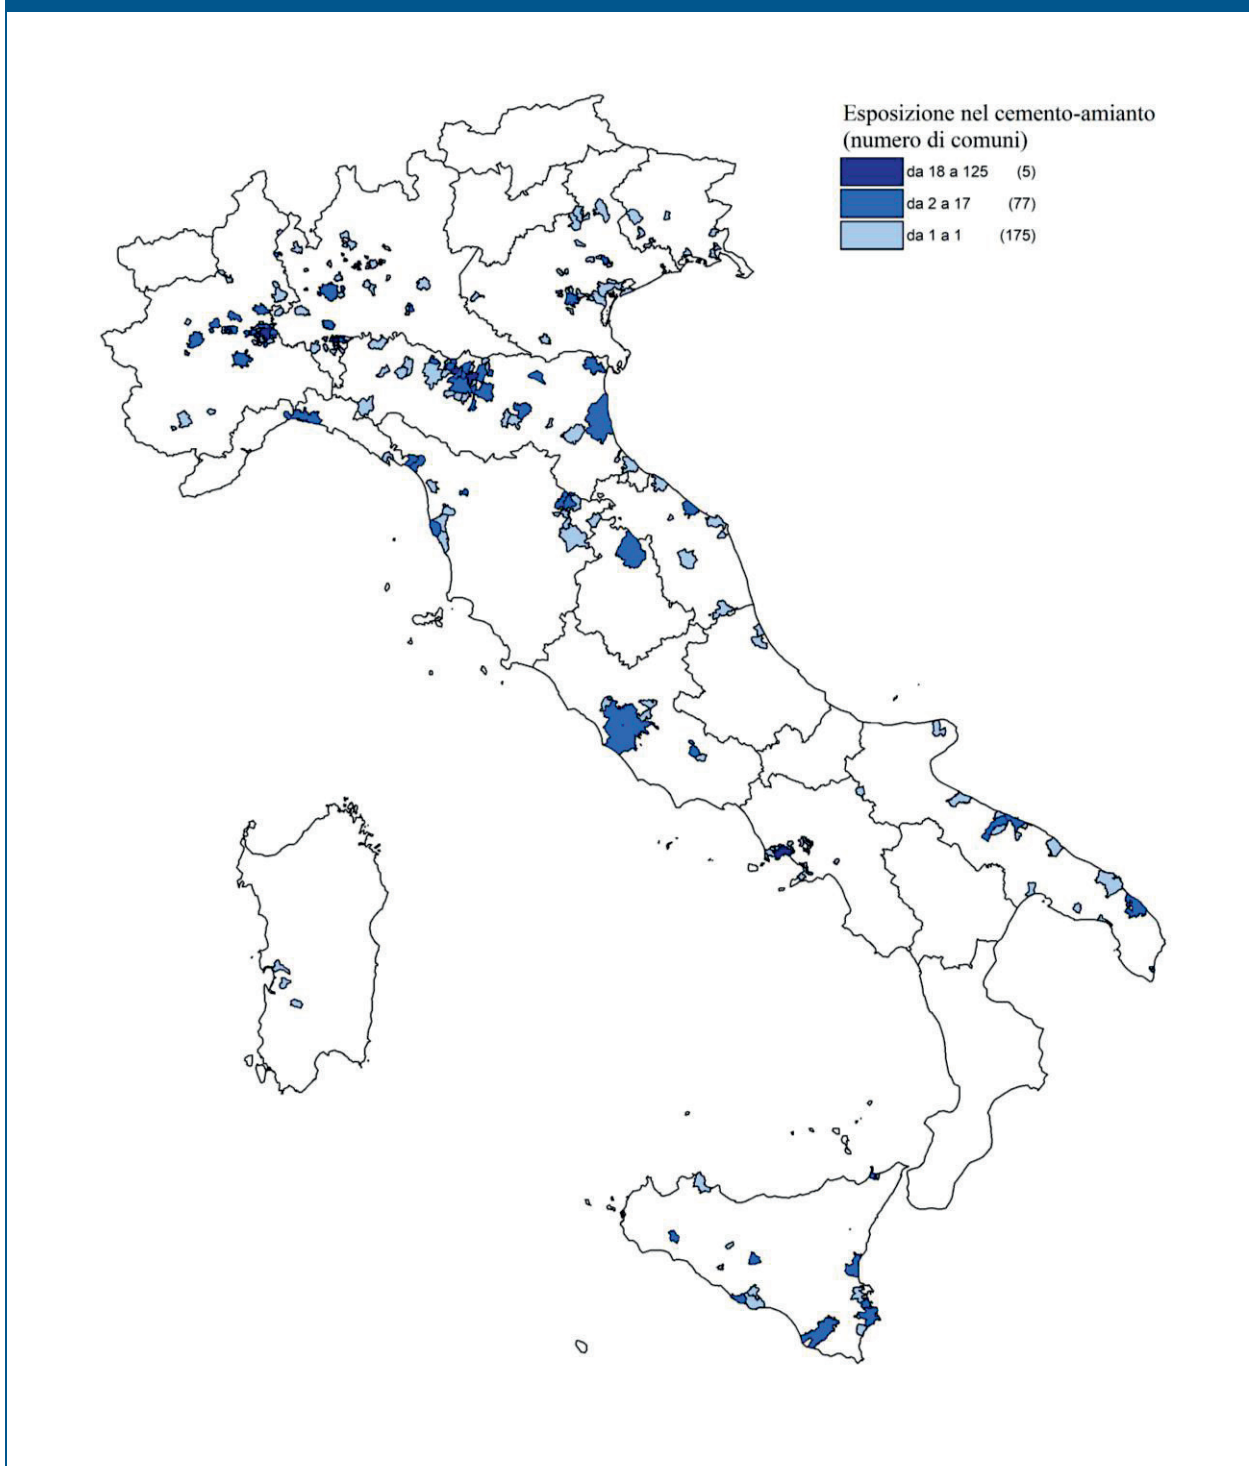 Esposizione nel cemento-amianto
(numero di comuni)
da 18 a 125 (5)
da 2 a 17 (77)
da 1 a 1 (175)